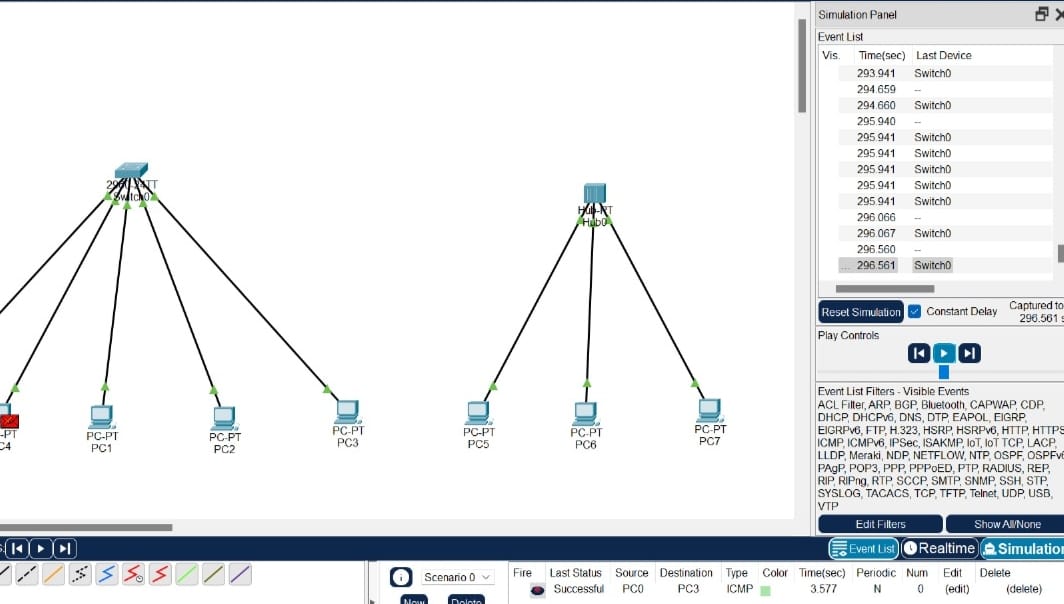 Simulation Panel
Event List
Vis. Time(sec) Last Device
293.941 Switch0
294.659 --
294.660 Switch0
295.940 --
295.941 Switch0
295.941 Switch0
295.941 Switch0
295.941 Switch0
295.941 Switch0
296.066 --
296.067 Switch0
296.560 --
... 296.561 Switch0
Reset Simulation Constant Delay Captured to
296.561 s
Play Controls
Event List Filters - Visible Events
ACL Filter, ARP, BGP, Bluetooth, CAPWAP, CDP,
DHCP, DHCPv6, DNS, DTP, EAPOL, EIGRP,
EIGRPv6, FTP, H.323, HSRP, HSRPv6, HTTP, HTTPS
ICMP, ICMPv6, IPSec, ISAKMP, IoT, IoT TCP, LACP,
LLDP, Meraki, NDP, NETFLOW, NTP, OSPF, OSPFv6
PAgP, POP3, PPP, PPPoED, PTP, RADIUS, REP,
RIP, RIPng, RTP, SCCP, SMTP, SNMP, SSH, STP,
SYSLOG, TACACS, TCP, TFTP, Telnet, UDP, USB,
VTP
Edit Filters Show All/None
Event List Realtime Simulation
2960-24TT
Switch0
Hub-PT
Hub0
-PT
C4
PC-PT
PC1
PC-PT
PC2
PC-PT
PC3
PC-PT
PC5
PC-PT
PC6
PC-PT
PC7
Scenario 0
New Delete
Fire Last Status Source Destination Type Color Time(sec) Periodic Num Edit Delete
Successful PC0 PC3 ICMP 3.577 N 0 (edit) (delete)